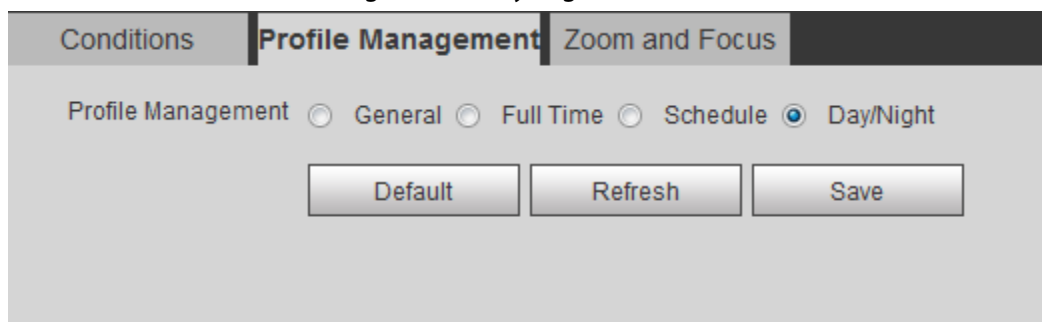 Conditions Profile Management Zoom and Focus
Profile Management General Full Time Schedule Day/Night
Default Refresh Save